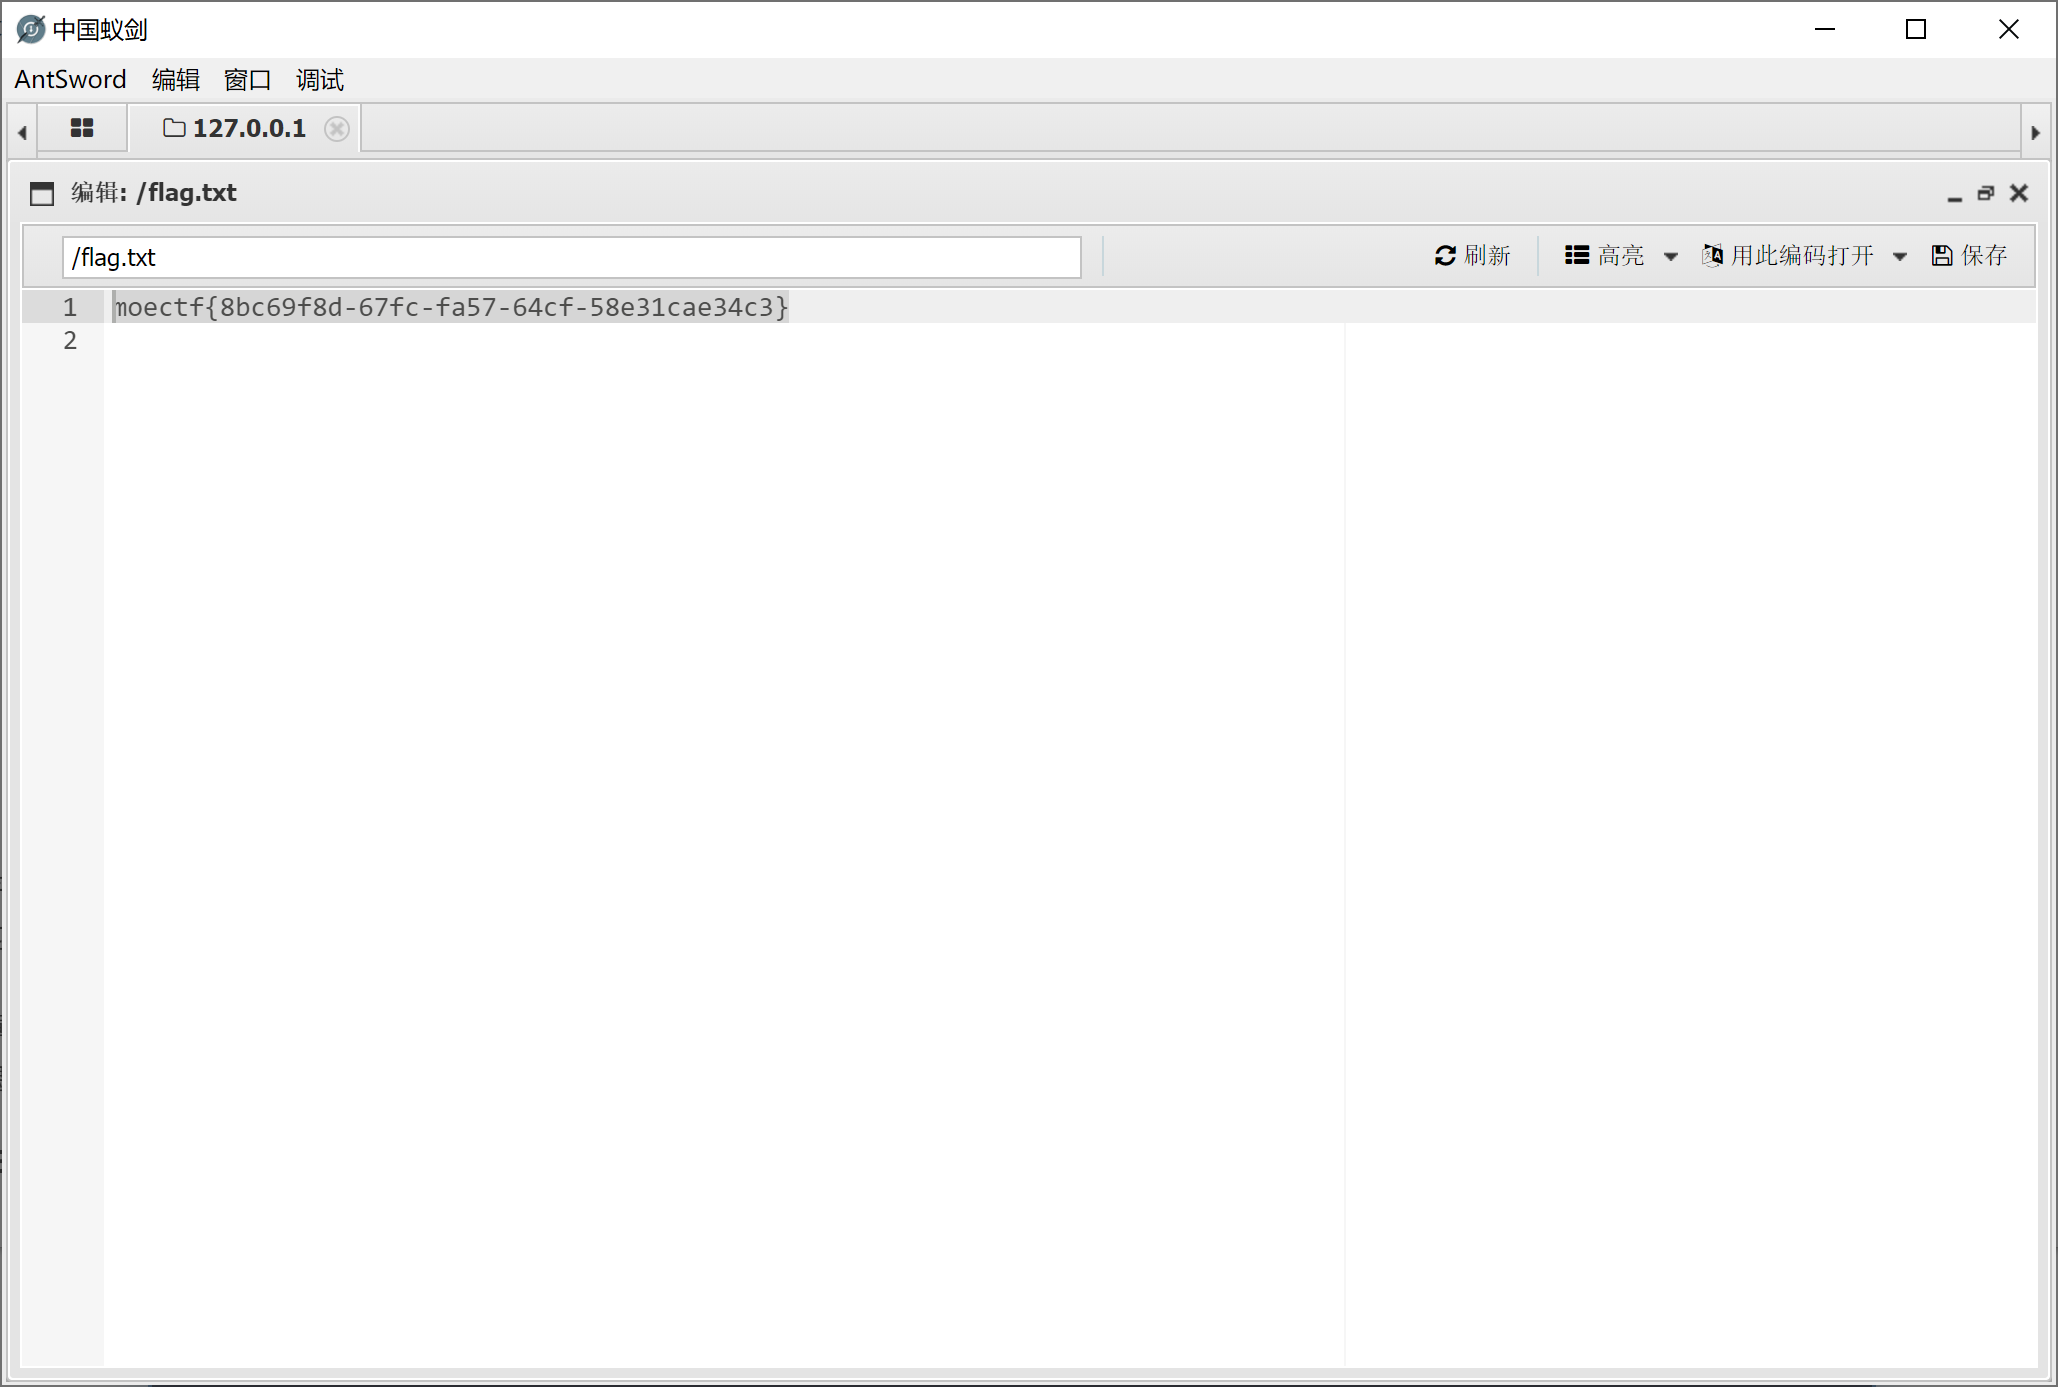 中国蚁剑
AntSword 编辑 窗口 调试
127.0.0.1
编辑: /flag.txt
/flag.txt 刷新 高亮 用此编码打开 保存
1 moectf{8bc69f8d-67fc-fa57-64cf-58e31cae34c3}
2